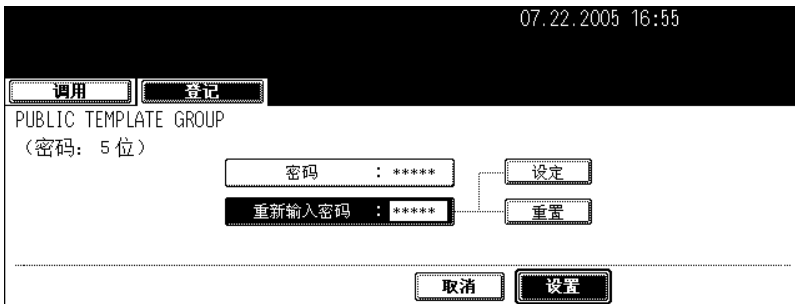 07.22.2005 16:55
调用 登记
PUBLIC TEMPLATE GROUP
（密码: 5位）
密码 : ***** 设定
重新输入密码 : ***** 重置
取消 设置